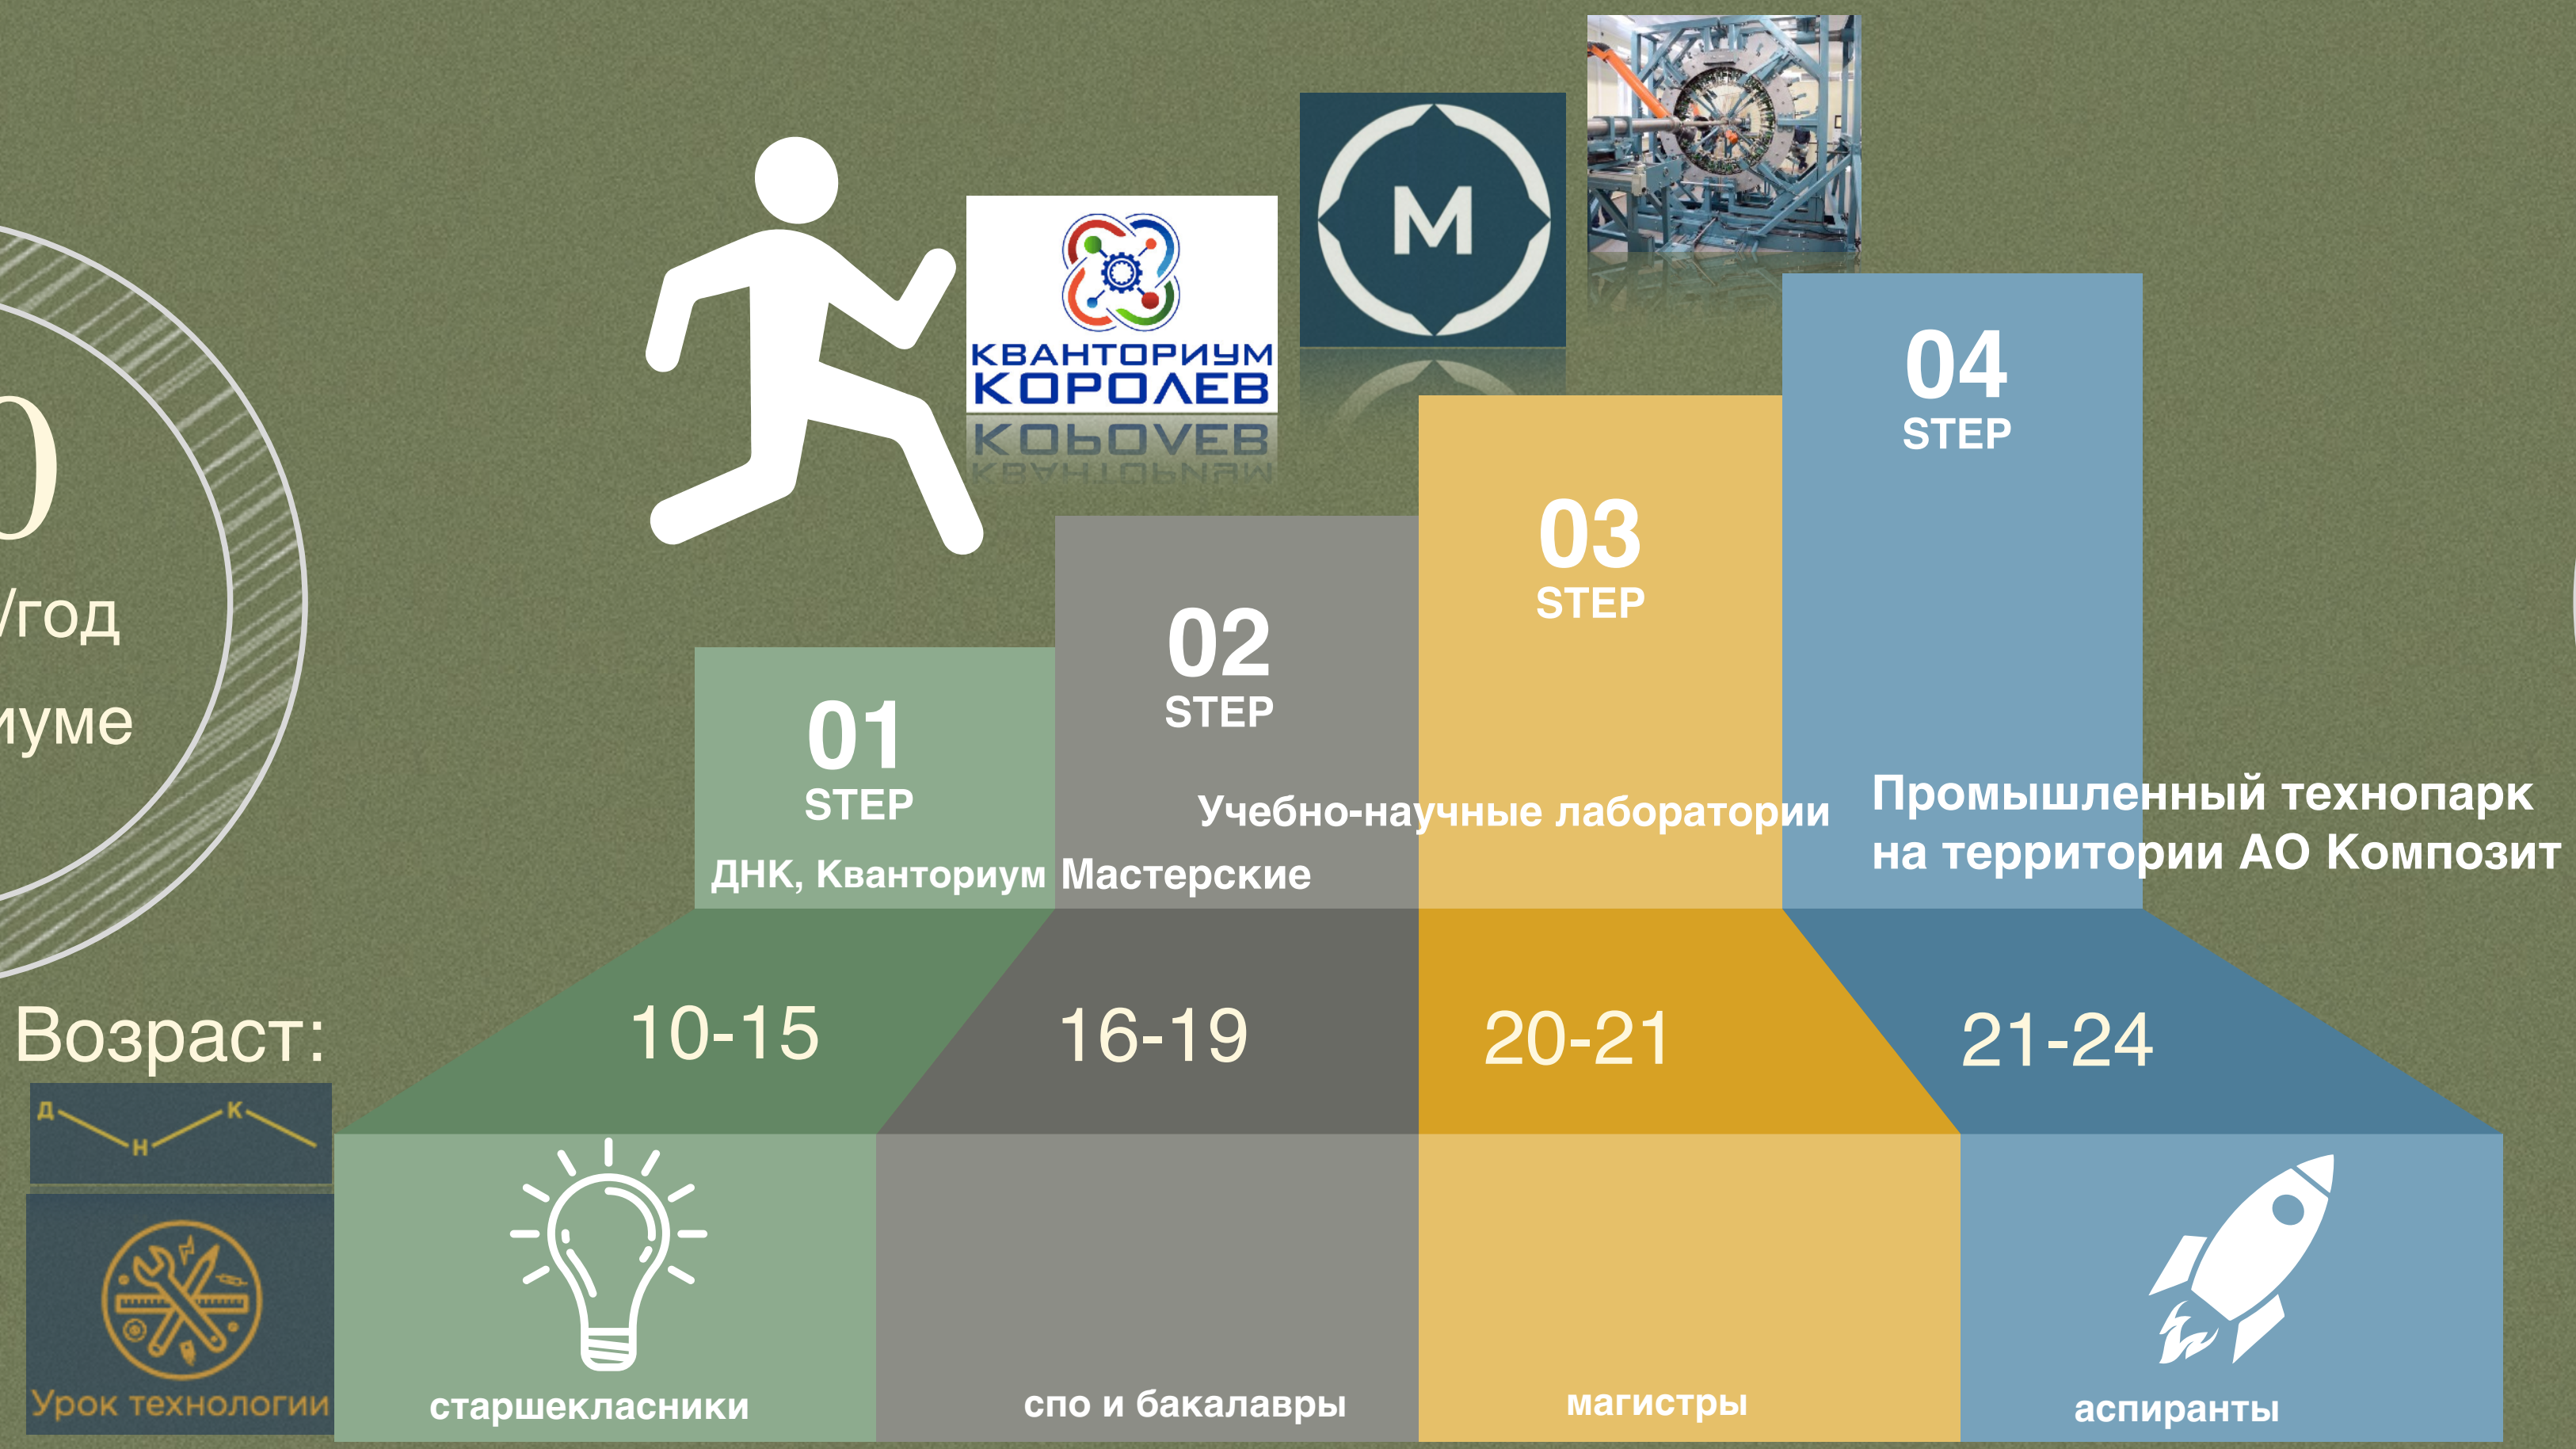 М
КВАНТОРИУМ
КОРОЛЕВ
/год
иуме
01
STEP
ДНК, Кванториум
02
STEP
Мастерские
03
STEP
Учебно-научные лаборатории
04
STEP
Промышленный технопарк
на территории АО Композит
Возраст:
10-15
16-19
20-21
21-24
Д Н К
Урок технологии
старшекласники
спо и бакалавры
магистры
аспиранты